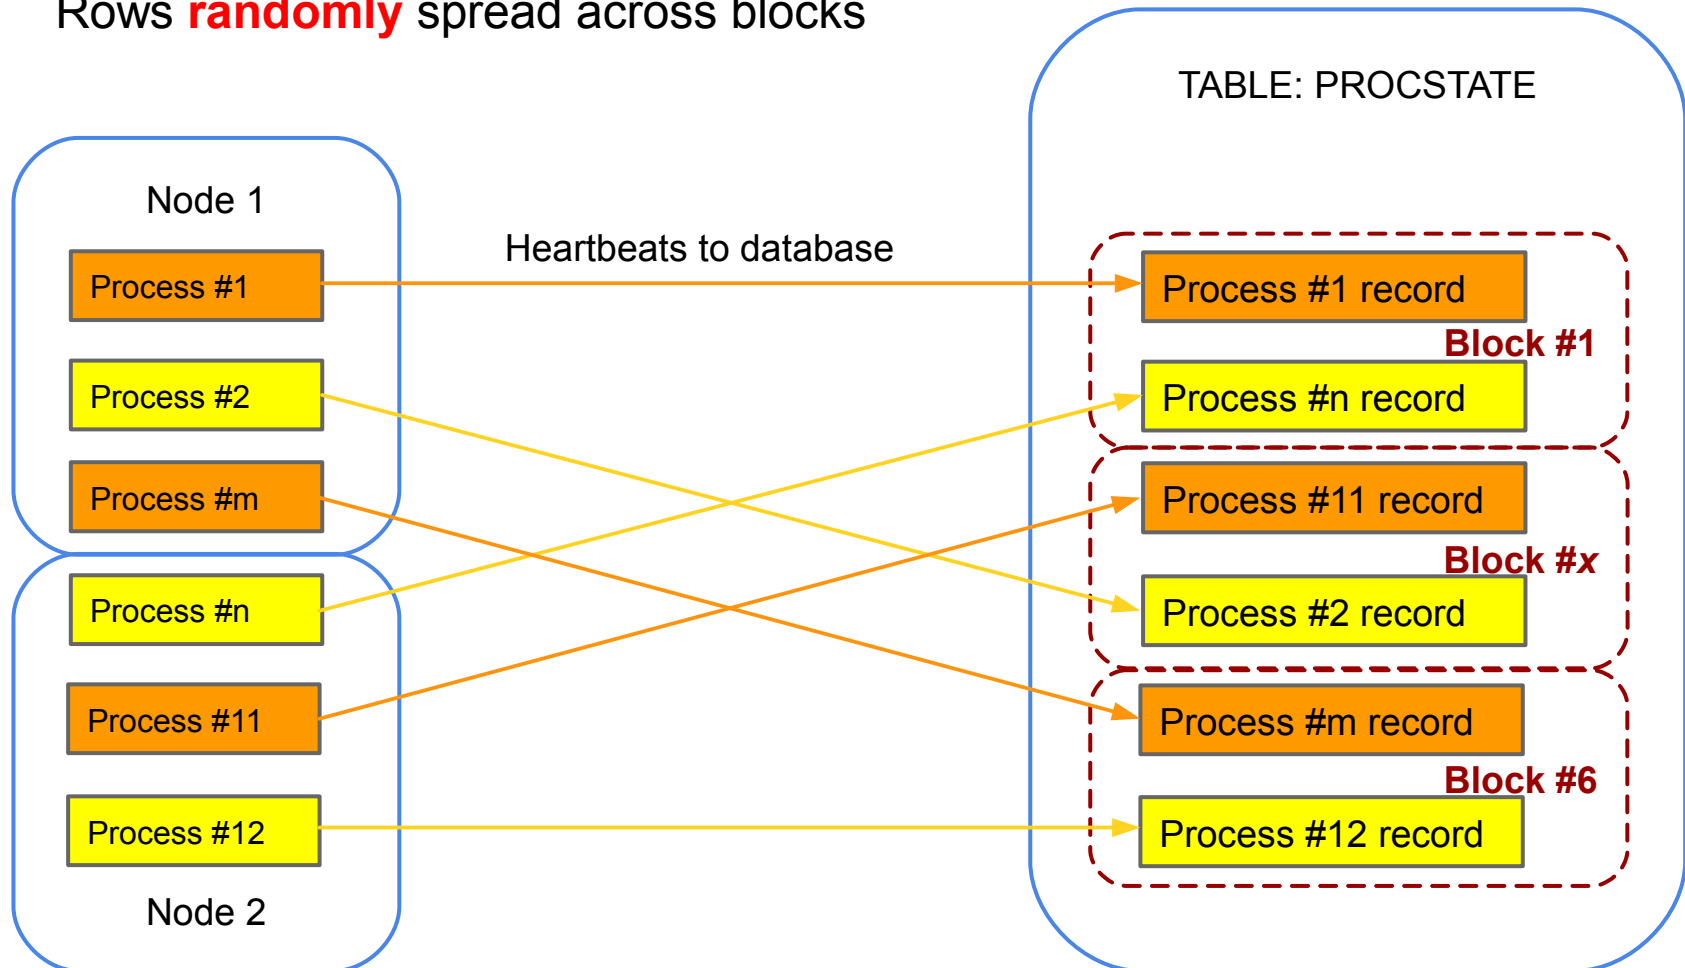 Rows randomly spread across blocks
TABLE: PROCSTATE
Node 1
Process #1
Process #2
Process #m
Process #n
Process #11
Process #12
Node 2
Heartbeats to database
Process #1 record
Block #1
Process #n record
Process #11 record
Block #x
Process #2 record
Process #m record
Block #6
Process #12 record